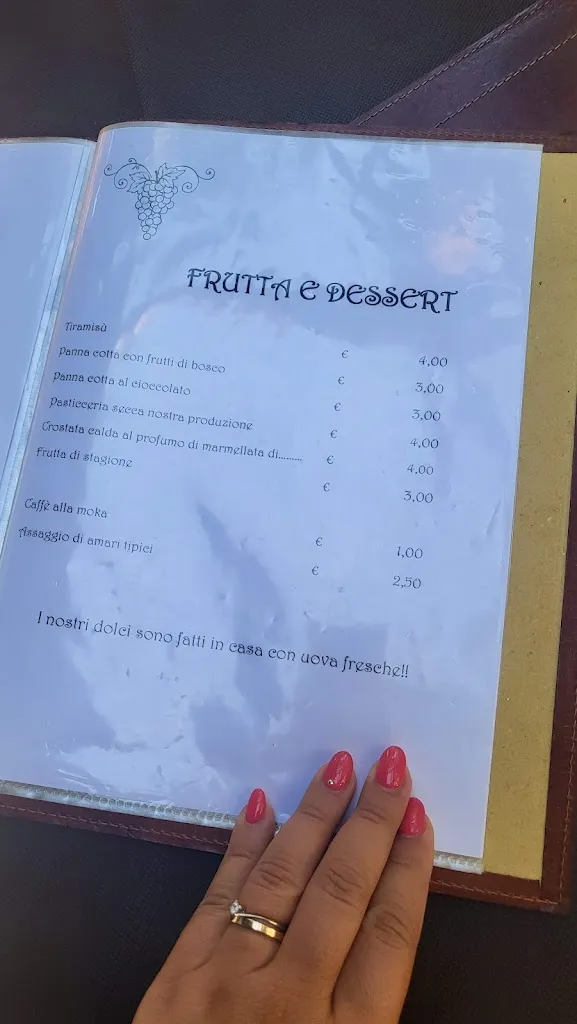 FRUTTA E DESSERT
Tiramisù € 4,00
Panna cotta con frutti di bosco € 3,00
Panna cotta al cioccolato € 3,00
Pasticceria secca nostra produzione € 4,00
Crostata calda al profumo di marmellata di......... € 4,00
Frutta di stagione € 3,00
Caffè alla moka € 1,00
Assaggio di amari tipici € 2,50
I nostri dolci sono fatti in casa con uova fresche!!